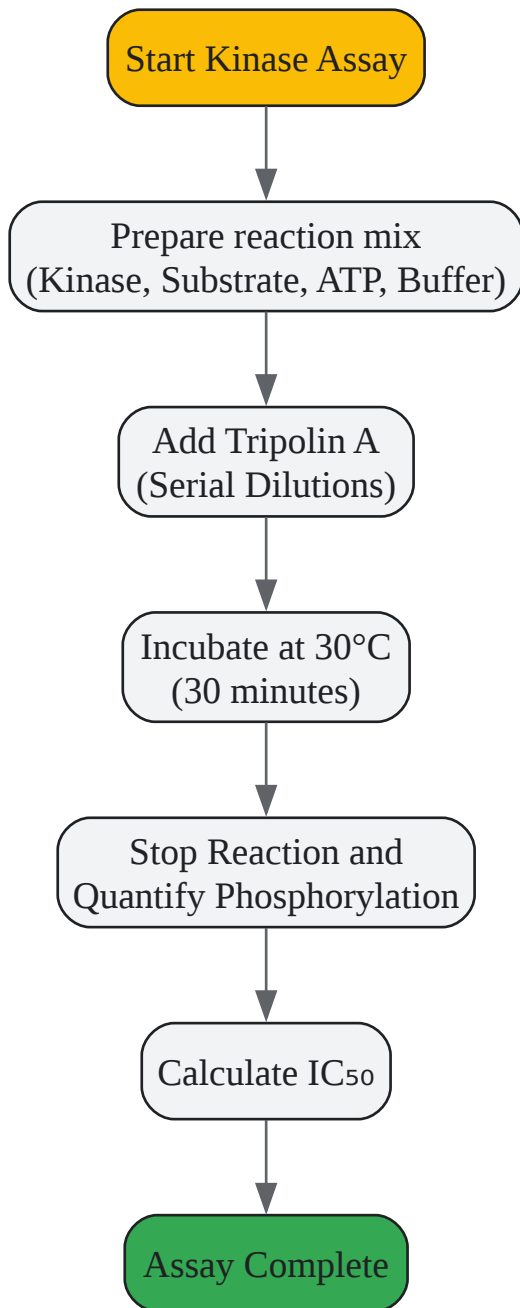 Start Kinase Assay
Prepare reaction mix
(Kinase, Substrate, ATP, Buffer)
Add Tripolin A
(Serial Dilutions)
Incubate at 30°C
(30 minutes)
Stop Reaction and
Quantify Phosphorylation
Calculate IC₅₀
Assay Complete